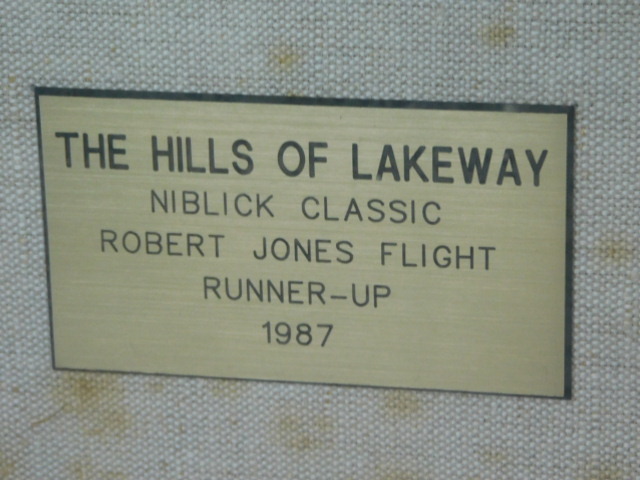 THE HILLS OF LAKEWAY
NIBLICK CLASSIC
ROBERT JONES FLIGHT
RUNNER-UP
1987